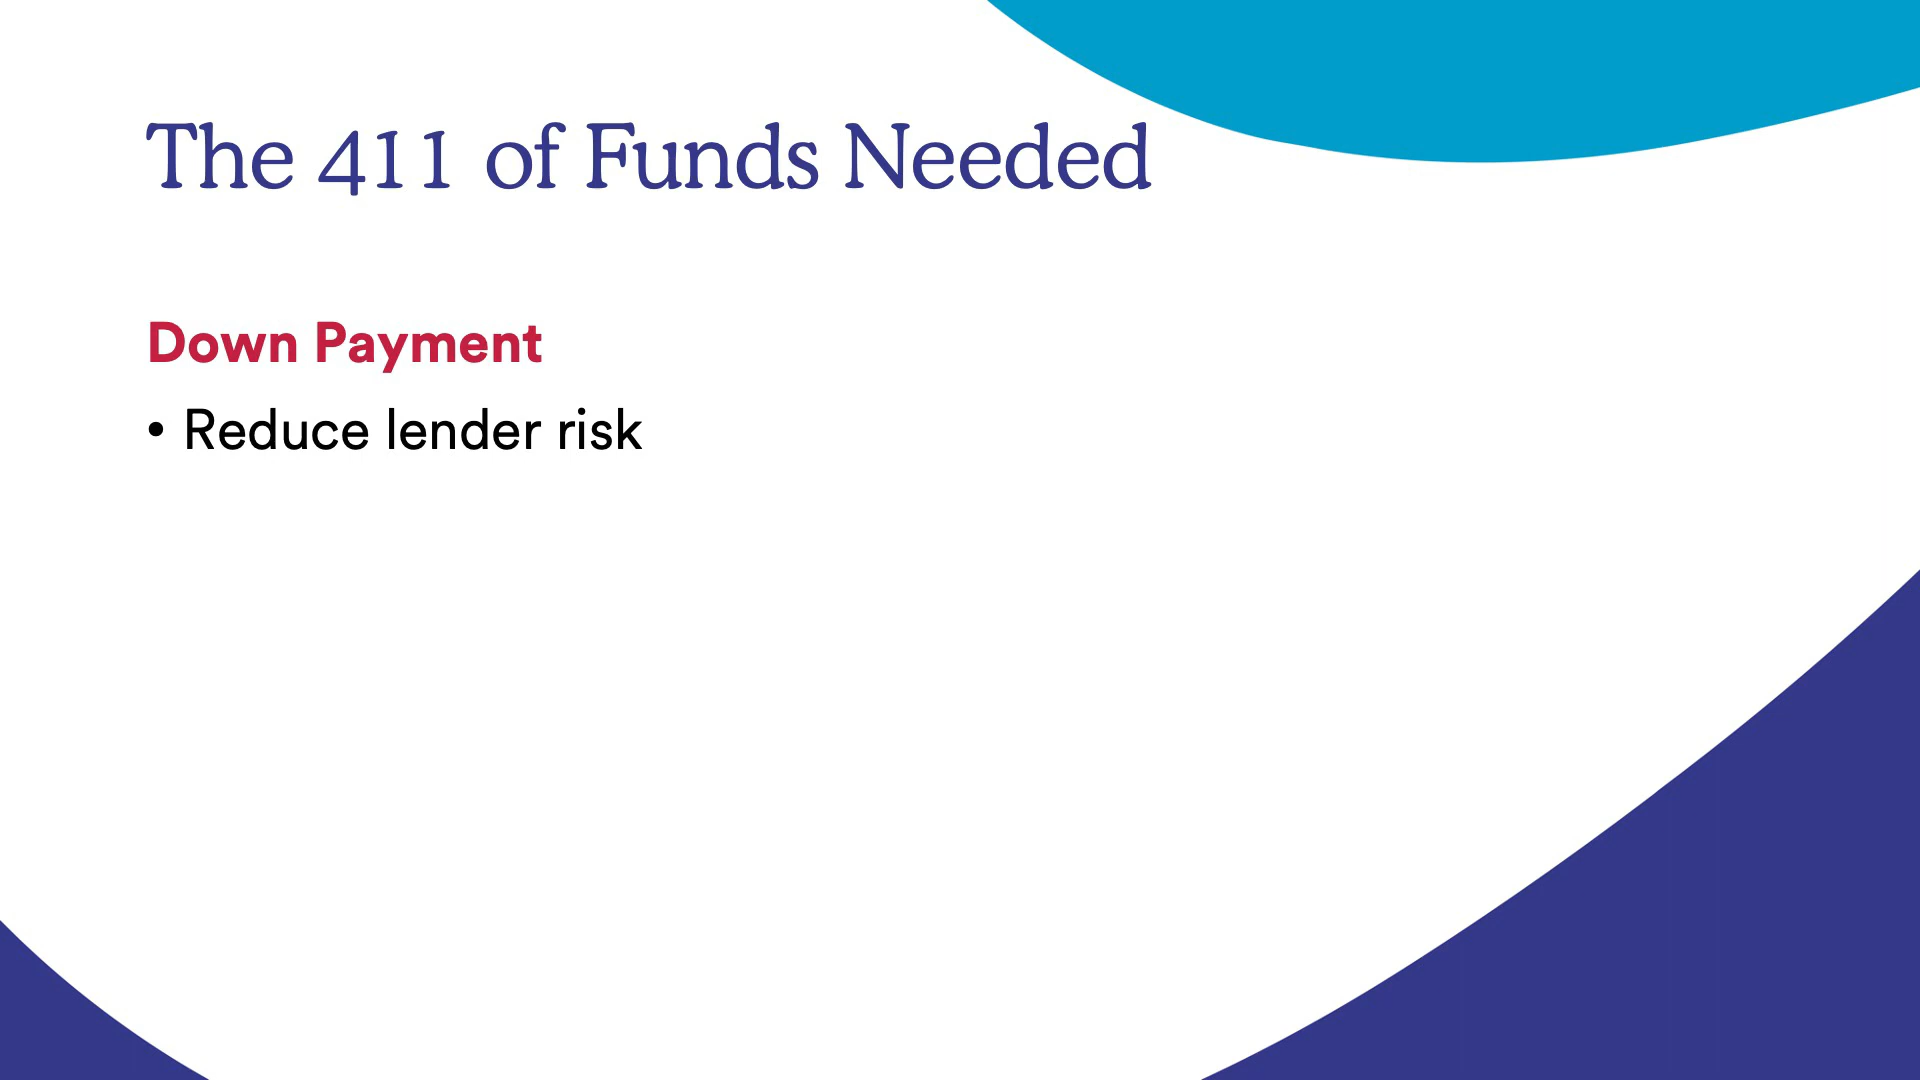 The 411 of Funds Needed
Down Payment
• Reduce lender risk